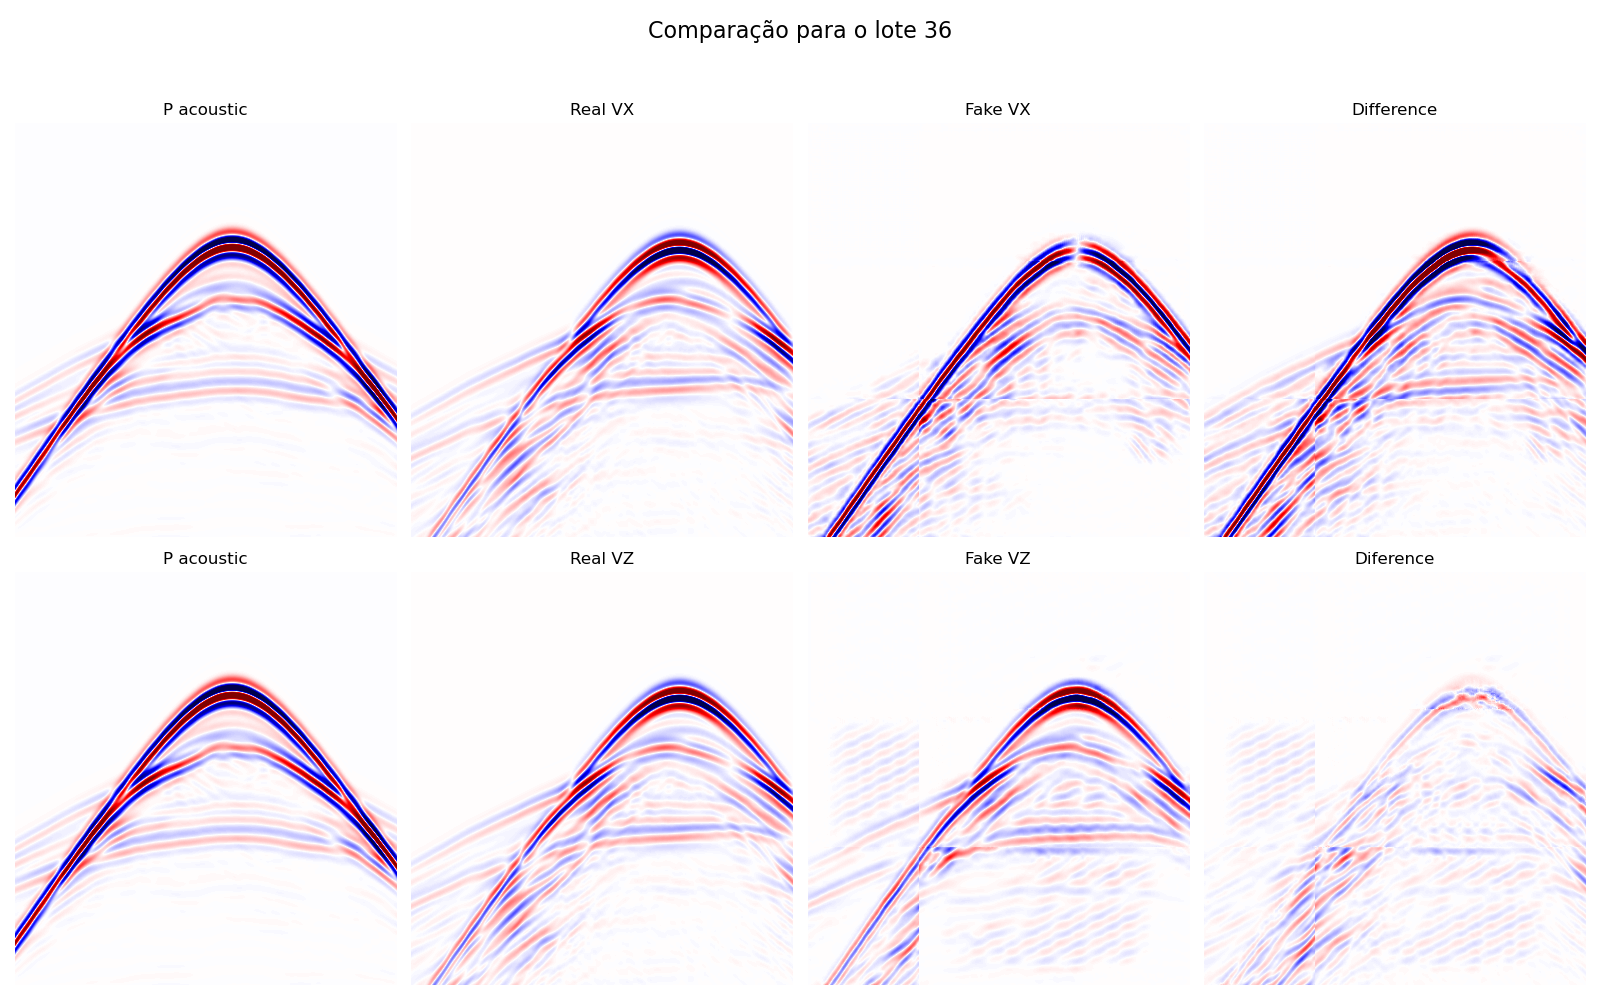 Comparação para o lote 36
P acoustic
Real VX
Fake VX
Difference
P acoustic
Real VZ
Fake VZ
Diference